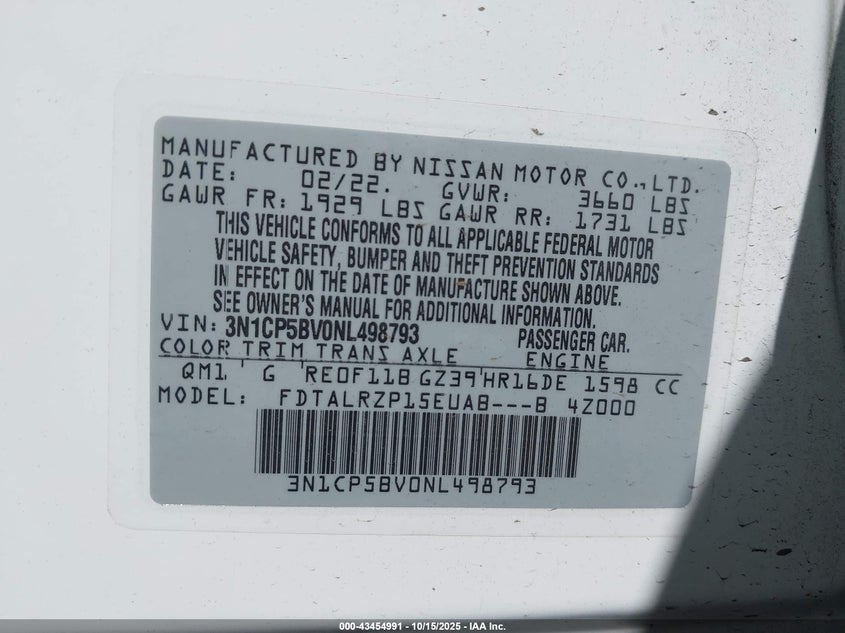 MANUFACTURED BY NISSAN MOTOR CO., LTD.
DATE: 02/22. GVWR: 3660 LBS
GAWR FR: 1929 LBS GAWR RR: 1731 LBS
THIS VEHICLE CONFORMS TO ALL APPLICABLE FEDERAL MOTOR
VEHICLE SAFETY, BUMPER AND THEFT PREVENTION STANDARDS
IN EFFECT ON THE DATE OF MANUFACTURE SHOWN ABOVE.
SEE OWNER'S MANUAL FOR ADDITIONAL INFORMATION.
VIN: 3N1CP5BV0NL498793 PASSENGER CAR.
COLOR TRIM TRANS AXLE ENGINE
QM1 G RE0F11B GZ39 HR16DE 1598 CC
MODEL: FDTALRZP15EUAB---B 4Z000
3N1CP5BV0NL498793
000-43454991 - 10/15/2025 - IAA Inc.